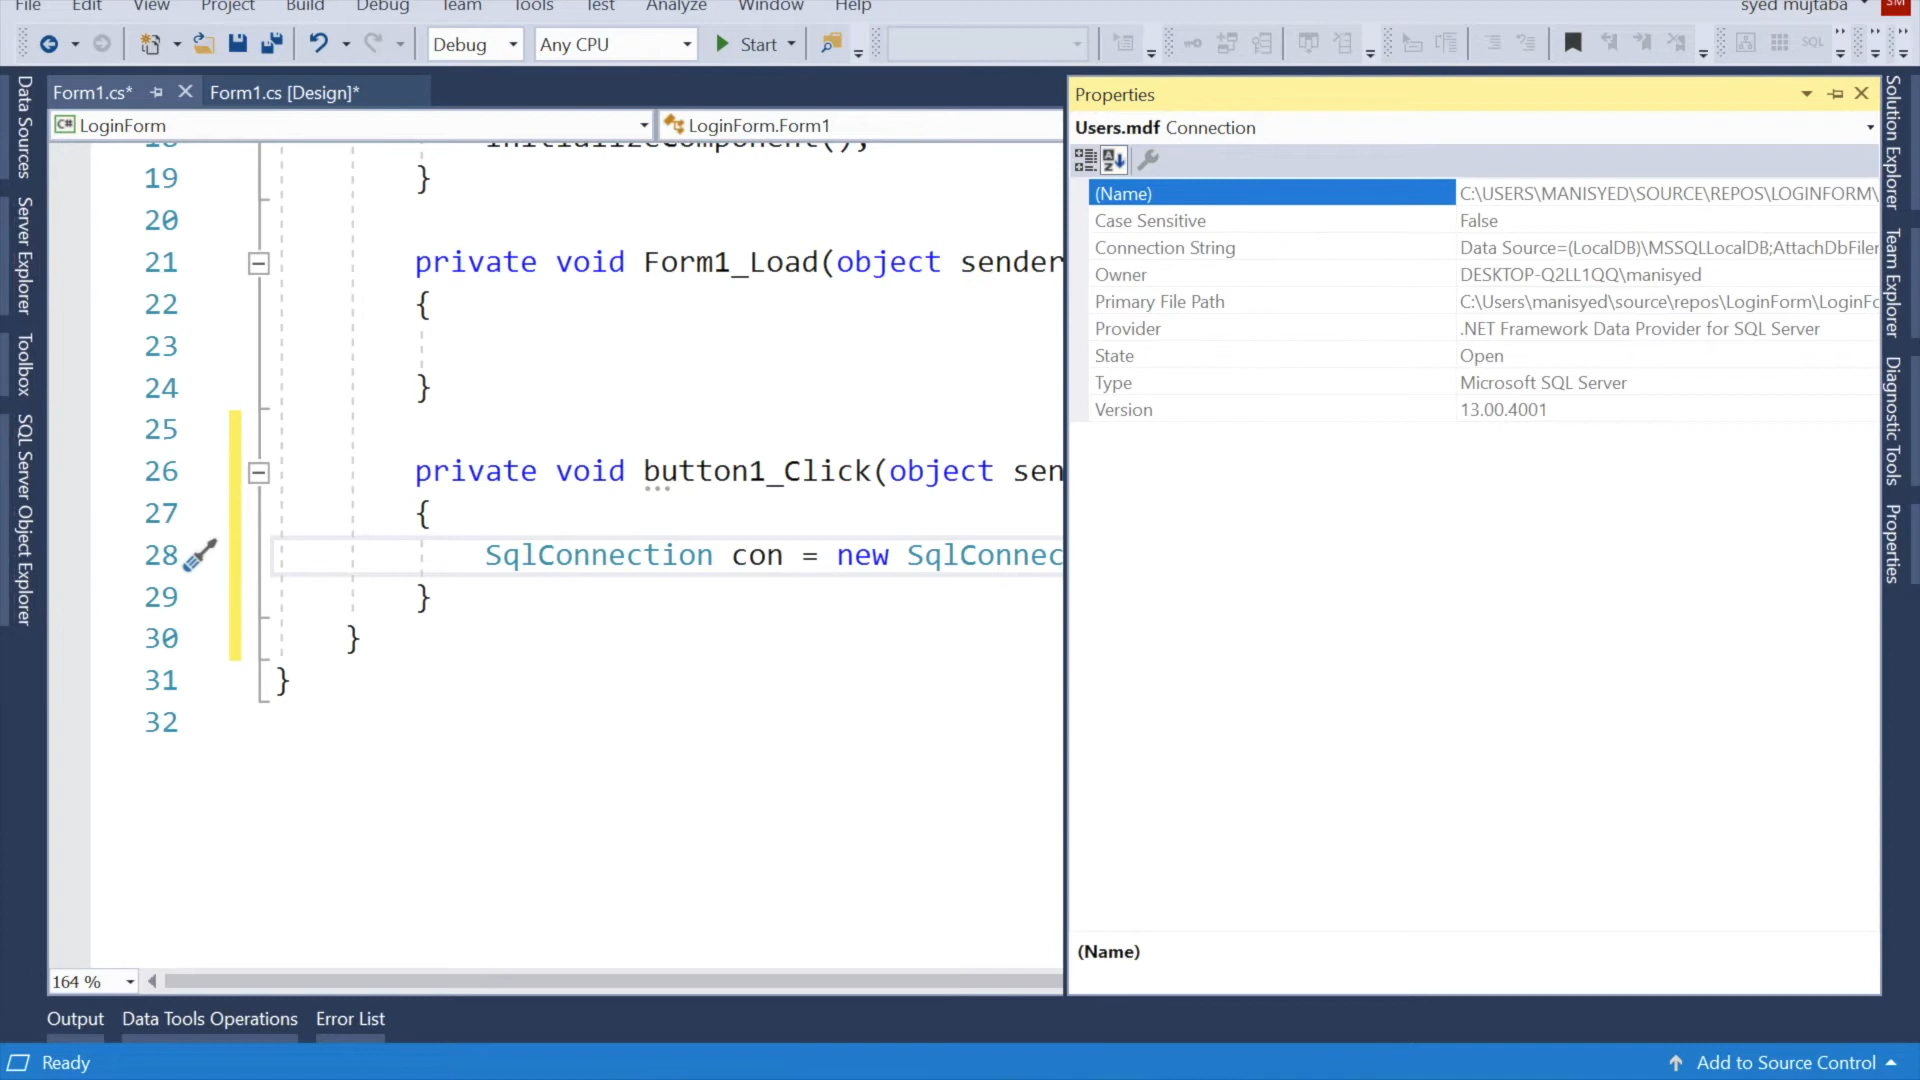 File Edit View Project Build Debug Team Tools Test Analyze Window Help syed mujtaba SM
Debug Any CPU Start SQL
Form1.cs* Form1.cs [Design]*
C# LoginForm LoginForm.Form1
18 InitializeComponent();
19 }
20
21 private void Form1_Load(object sender
22 {
23
24 }
25
26 private void button1_Click(object sen
27 {
28 SqlConnection con = new SqlConnec
29 }
30 }
31 }
32
164 %
Data Sources
Server Explorer
Toolbox
SQL Server Object Explorer
Properties
Users.mdf Connection
(Name) C:\USERS\MANISYED\SOURCE\REPOS\LOGINFORM\
Case Sensitive False
Connection String Data Source=(LocalDB)\MSSQLLocalDB;AttachDbFilen
Owner DESKTOP-Q2LL1QQ\manisyed
Primary File Path C:\Users\manisyed\source\repos\LoginForm\LoginFo
Provider .NET Framework Data Provider for SQL Server
State Open
Type Microsoft SQL Server
Version 13.00.4001
(Name)
Solution Explorer
Team Explorer
Diagnostic Tools
Properties
Output Data Tools Operations Error List
Ready Add to Source Control